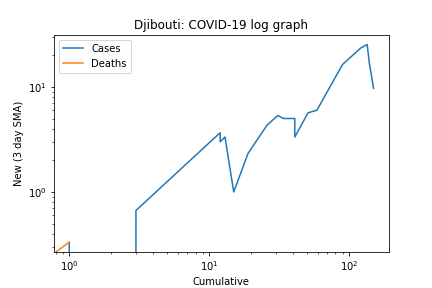 Djibouti: COVID-19 log graph
Cases
Deaths
New (3 day SMA)
10¹
10⁰
10⁰ 10¹ 10²
Cumulative